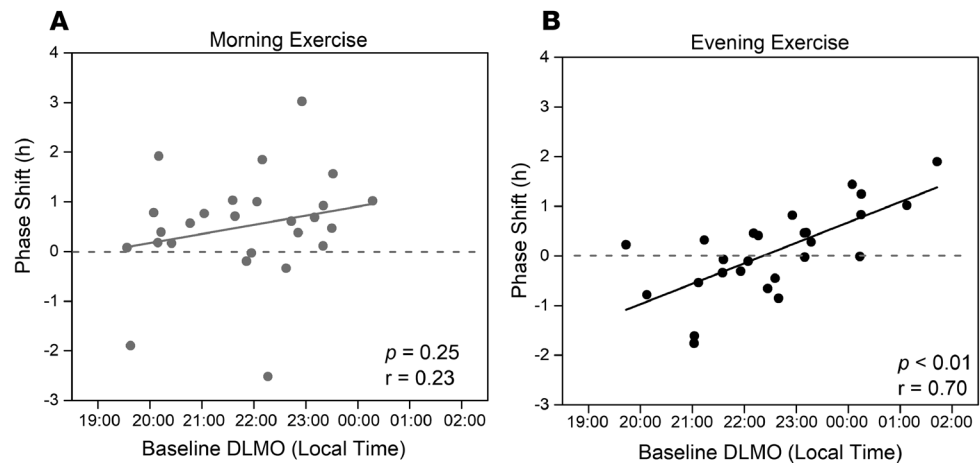 A
Morning Exercise
Phase Shift (h)
4
3
2
1
0
-1
-2
-3
p = 0.25
r = 0.23
19:00 20:00 21:00 22:00 23:00 00:00 01:00 02:00
Baseline DLMO (Local Time)
B
Evening Exercise
Phase Shift (h)
4
3
2
1
0
-1
-2
-3
p < 0.01
r = 0.70
19:00 20:00 21:00 22:00 23:00 00:00 01:00 02:00
Baseline DLMO (Local Time)